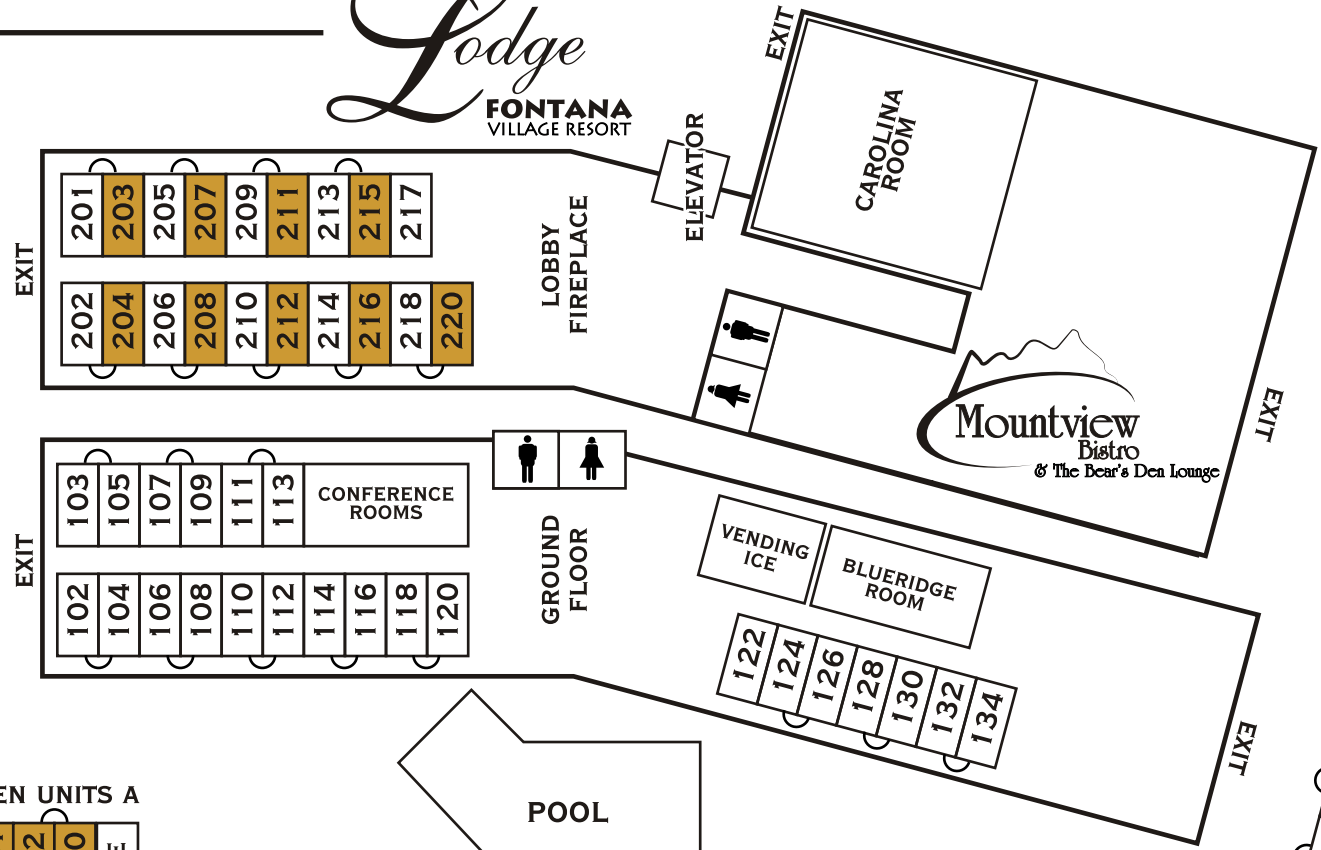 Lodge
FONTANA
VILLAGE RESORT
EXIT
CAROLINA
ROOM
ELEVATOR
201 203 205 207 209 211 213 215 217
EXIT
LOBBY
FIREPLACE
202 204 206 208 210 212 214 216 218 220
Mountview
Bistro
& The Bear's Den Lounge
EXIT
103 105 107 109 111 113
CONFERENCE
ROOMS
EXIT
GROUND
FLOOR
VENDING
ICE
BLUERIDGE
ROOM
102 104 106 108 110 112 114 116 118 120
122 124 126 128 130 132 134
EXIT
POOL
EN UNITS A